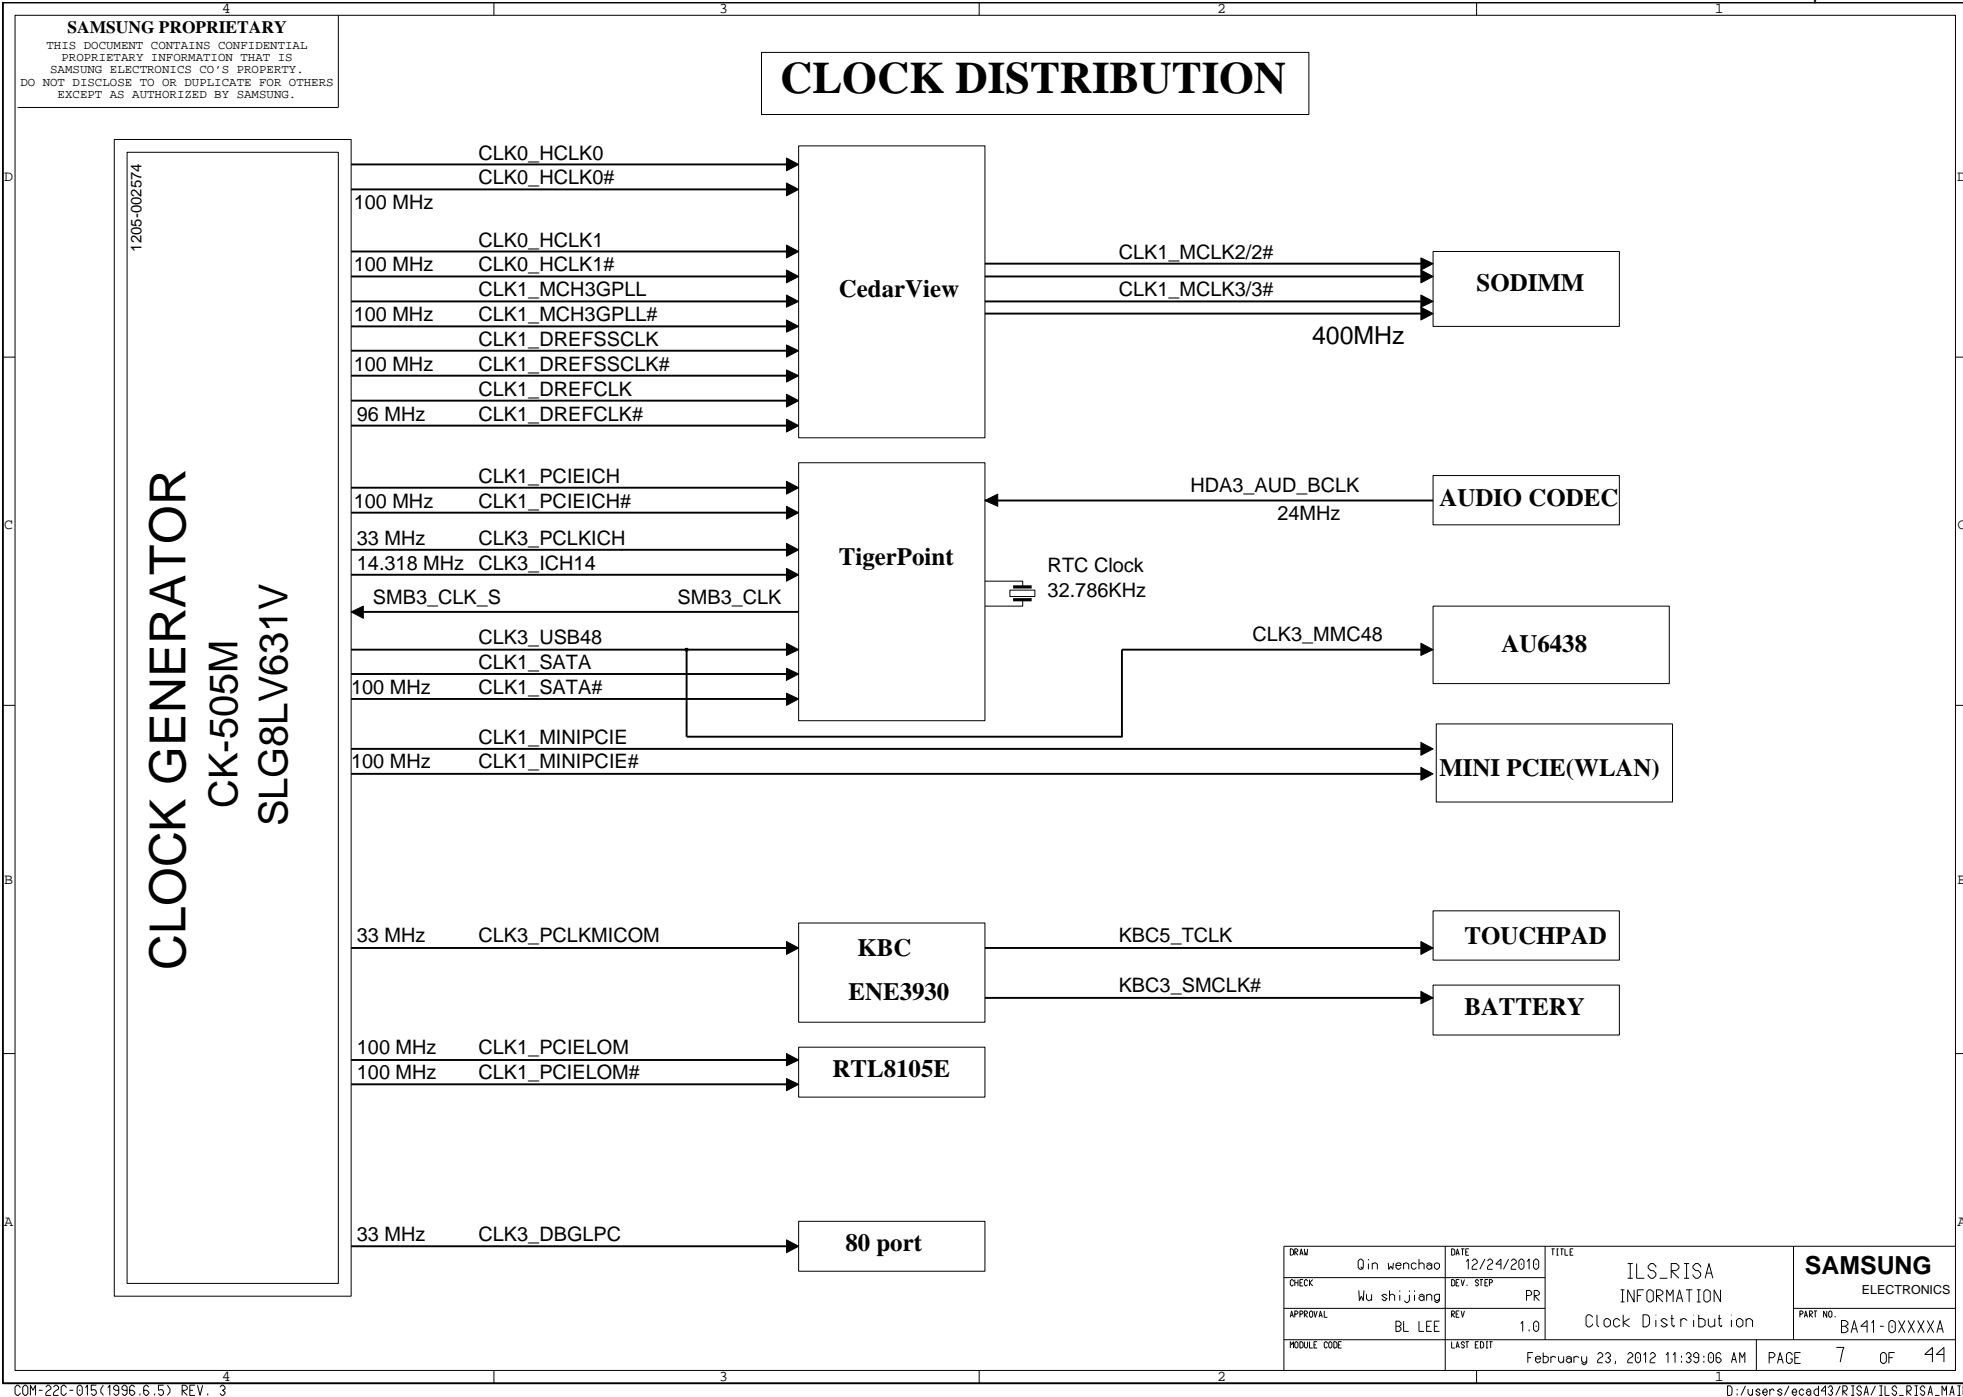 4 3 2 1
SAMSUNG PROPRIETARY
THIS DOCUMENT CONTAINS CONFIDENTIAL
PROPRIETARY INFORMATION THAT IS
SAMSUNG ELECTRONICS CO'S PROPERTY.
DO NOT DISCLOSE TO OR DUPLICATE FOR OTHERS
EXCEPT AS AUTHORIZED BY SAMSUNG.
CLOCK DISTRIBUTION
D
C
B
A
1205-002574
CLOCK GENERATOR
CK-505M
SLG8LV631V
CLK0_HCLK0
CLK0_HCLK0#
100 MHz
CLK0_HCLK1
100 MHz CLK0_HCLK1#
CLK1_MCH3GPLL
100 MHz CLK1_MCH3GPLL#
CLK1_DREFSSCLK
100 MHz CLK1_DREFSSCLK#
CLK1_DREFCLK
96 MHz CLK1_DREFCLK#
CedarView
CLK1_MCLK2/2#
CLK1_MCLK3/3#
400MHz
SODIMM
CLK1_PCIEICH
100 MHz CLK1_PCIEICH#
33 MHz CLK3_PCLKICH
14.318 MHz CLK3_ICH14
SMB3_CLK_S SMB3_CLK
CLK3_USB48
CLK1_SATA
100 MHz CLK1_SATA#
TigerPoint
HDA3_AUD_BCLK
24MHz
AUDIO CODEC
RTC Clock
32.786KHz
CLK3_MMC48
AU6438
CLK1_MINIPCIE
100 MHz CLK1_MINIPCIE#
MINI PCIE(WLAN)
33 MHz CLK3_PCLKMICOM
KBC
ENE3930
KBC5_TCLK
TOUCHPAD
KBC3_SMCLK#
BATTERY
100 MHz CLK1_PCIELOM
100 MHz CLK1_PCIELOM#
RTL8105E
33 MHz CLK3_DBGLPC
80 port
DRAW
Qin wenchao
DATE
12/24/2010
TITLE
ILS_RISA
INFORMATION
Clock Distribution
SAMSUNG
ELECTRONICS
CHECK
Wu shijiang
DEV. STEP
PR
APPROVAL
BL LEE
REV
1.0
PART NO.
BA41-0XXXXA
MODULE CODE
LAST EDIT
February 23, 2012 11:39:06 AM
PAGE 7 OF 44
4 3 2 1
COM-22C-015(1996.6.5) REV. 3
D:/users/ecad43/RISA/ILS_RISA_MAI